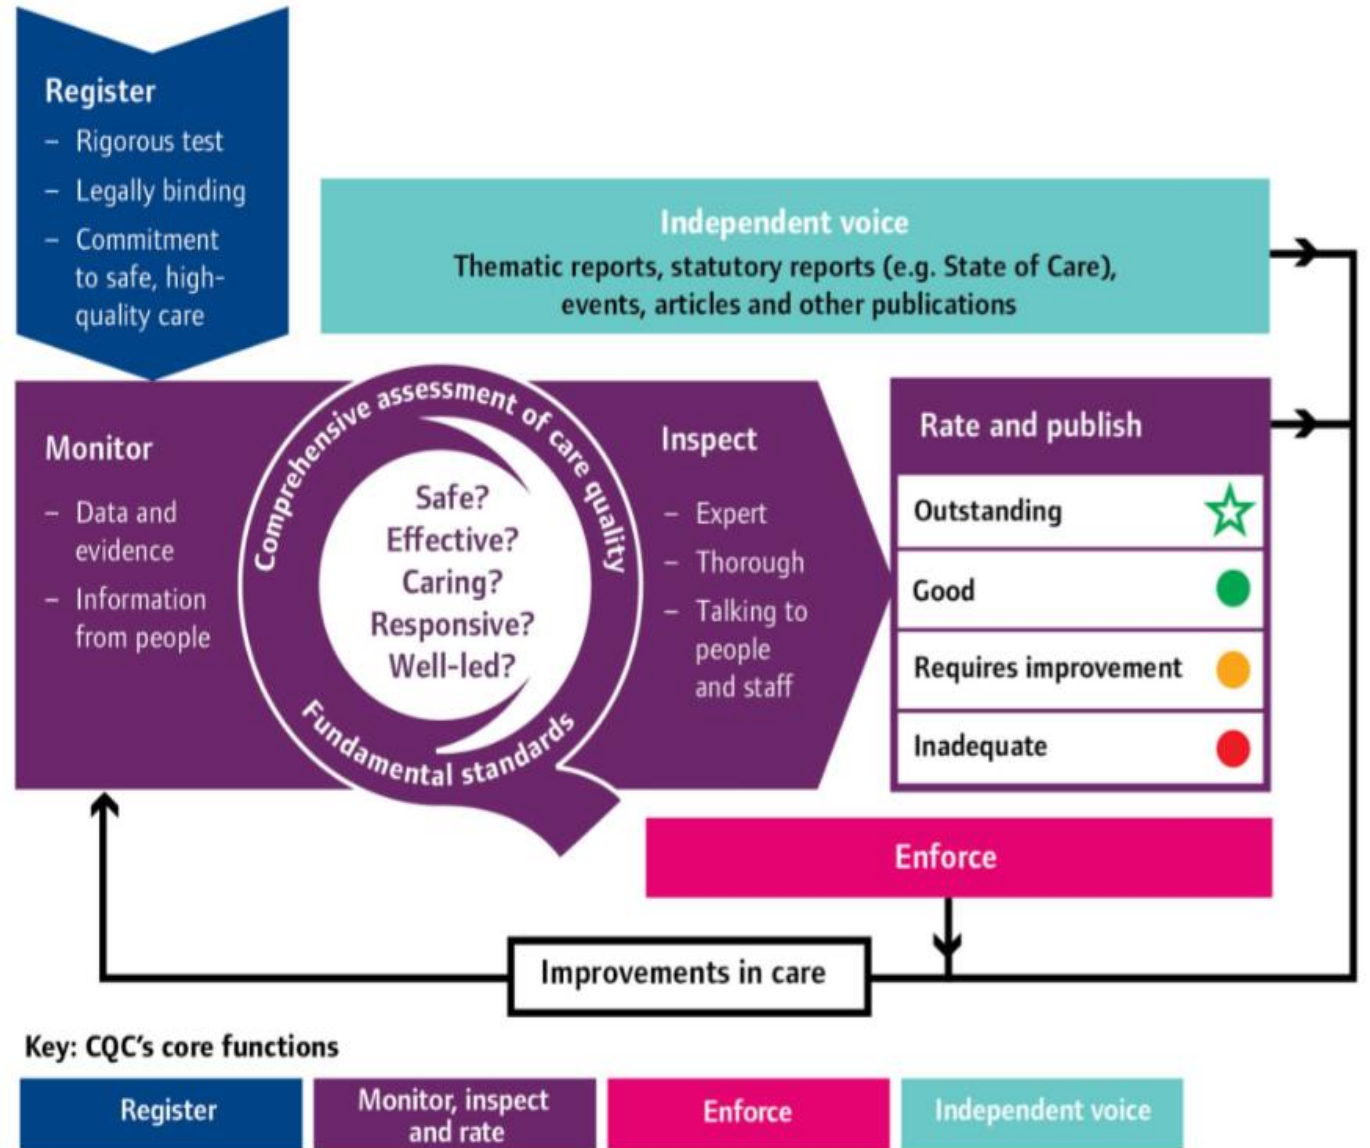 Register
– Rigorous test
– Legally binding
– Commitment
to safe, high-
quality care
Independent voice
Thematic reports, statutory reports (e.g. State of Care),
events, articles and other publications
Monitor
– Data and
evidence
– Information
from people
Comprehensive assessment of care quality
Safe?
Effective?
Caring?
Responsive?
Well-led?
Fundamental standards
Inspect
– Expert
– Thorough
– Talking to
people
and staff
Rate and publish
Outstanding
Good
Requires improvement
Inadequate
Enforce
Improvements in care
Key: CQC’s core functions
Register
Monitor, inspect
and rate
Enforce
Independent voice